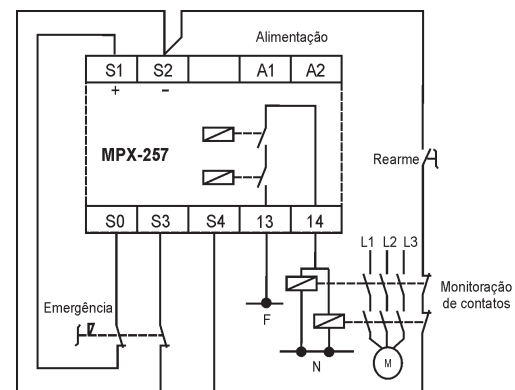 Alimentação
S1 S2 A1 A2
+ −
MPX-257
Rearme
S0 S3 S4 13 14
L1 L2 L3
Monitoração
de contatos
Emergência
F
N
M